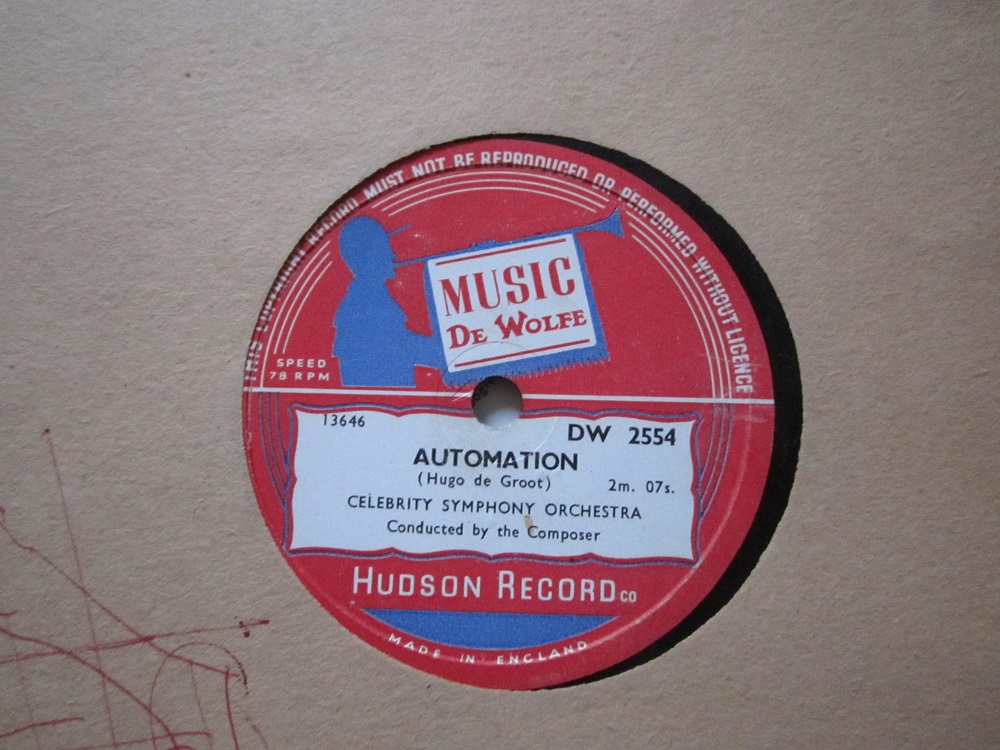 THIS COPYRIGHT RECORD MUST NOT BE REPRODUCED OR PERFORMED WITHOUT LICENCE
MUSIC
DE WOLFE
SPEED
78 RPM
13646
DW 2554
AUTOMATION
(Hugo de Groot)
2m. 07s.
CELEBRITY SYMPHONY ORCHESTRA
Conducted by the Composer
HUDSON RECORD CO
MADE IN ENGLAND